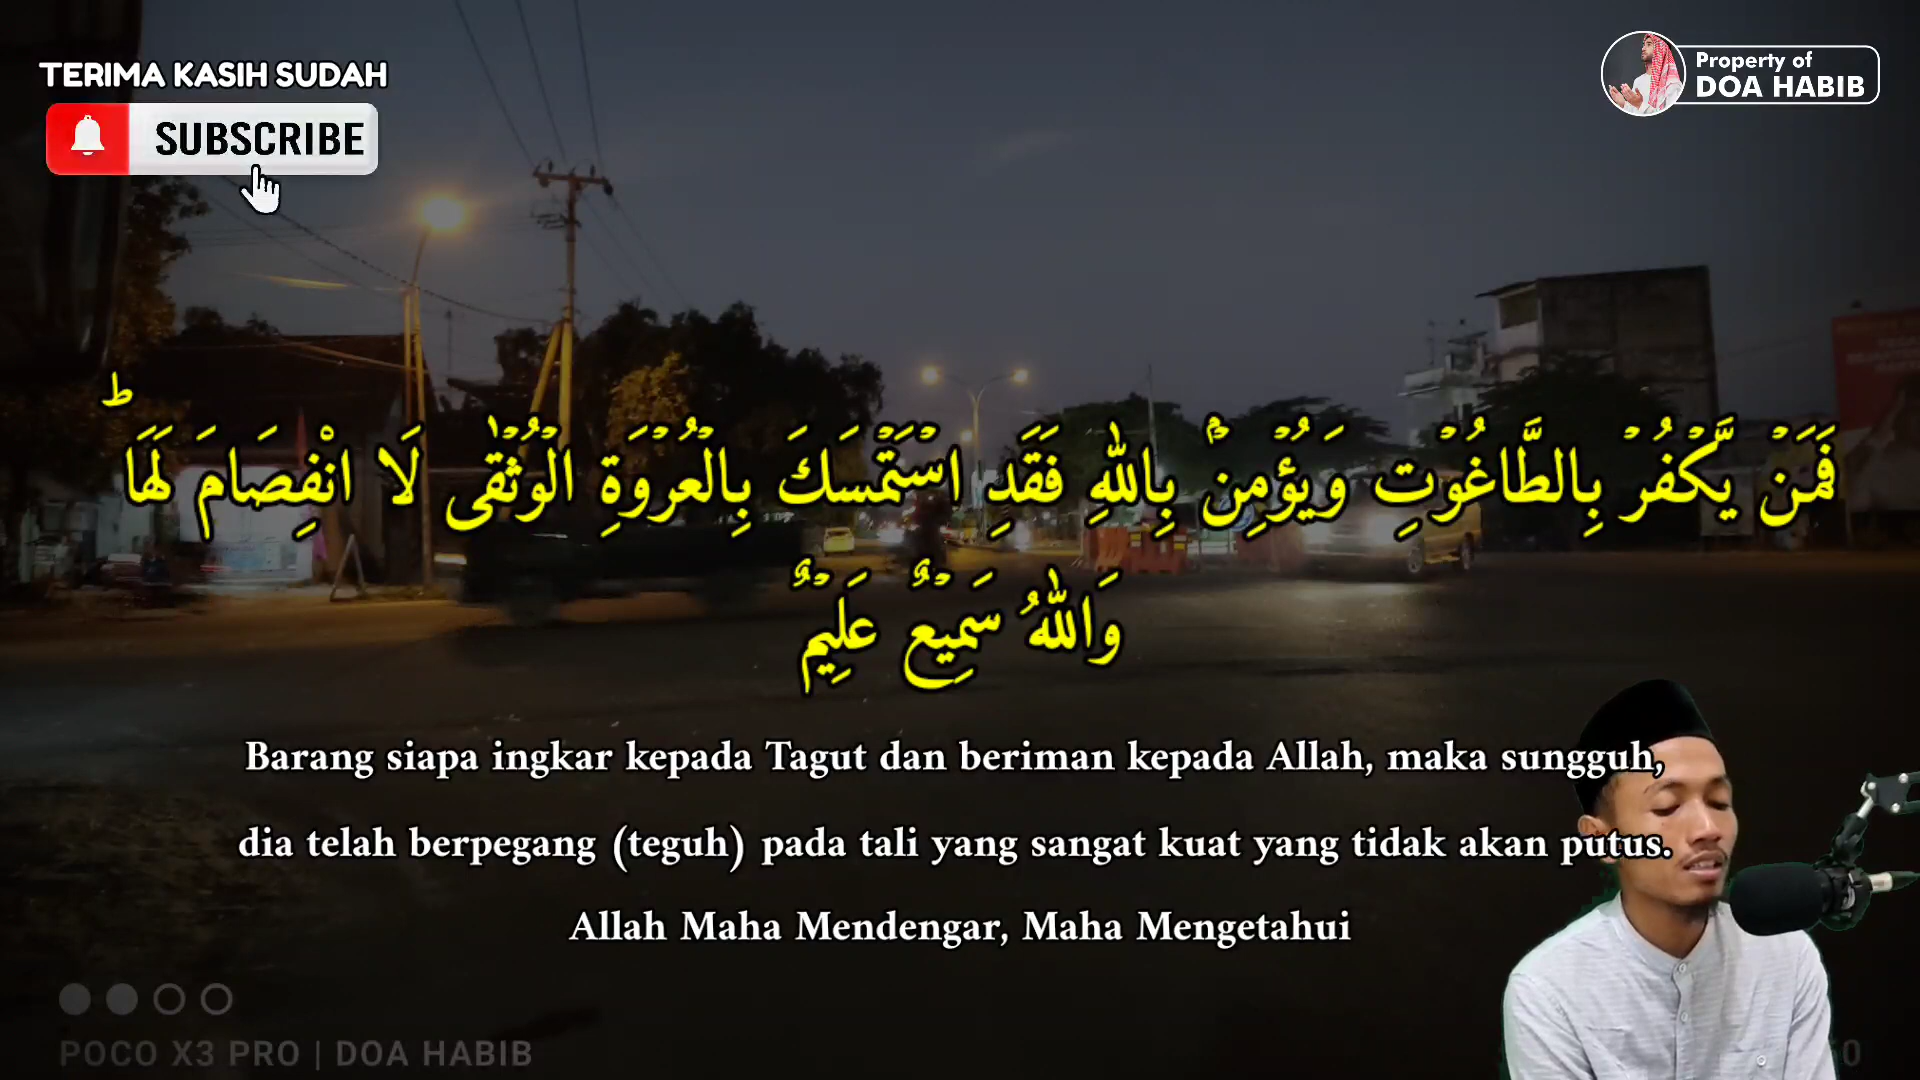 TERIMA KASIH SUDAH
SUBSCRIBE
Property of
DOA HABIB
فَمَنْ يَّكْفُرْ بِالطَّاغُوْتِ وَيُؤْمِنْۢ بِاللّٰهِ فَقَدِ اسْتَمْسَكَ بِالْعُرْوَةِ الْوُثْقٰى لَا انْفِصَامَ لَهَا ۗ
وَاللّٰهُ سَمِيْعٌ عَلِيْمٌ
Barang siapa ingkar kepada Tagut dan beriman kepada Allah, maka sungguh,
dia telah berpegang (teguh) pada tali yang sangat kuat yang tidak akan putus.
Allah Maha Mendengar, Maha Mengetahui
POCO X3 PRO | DOA HABIB